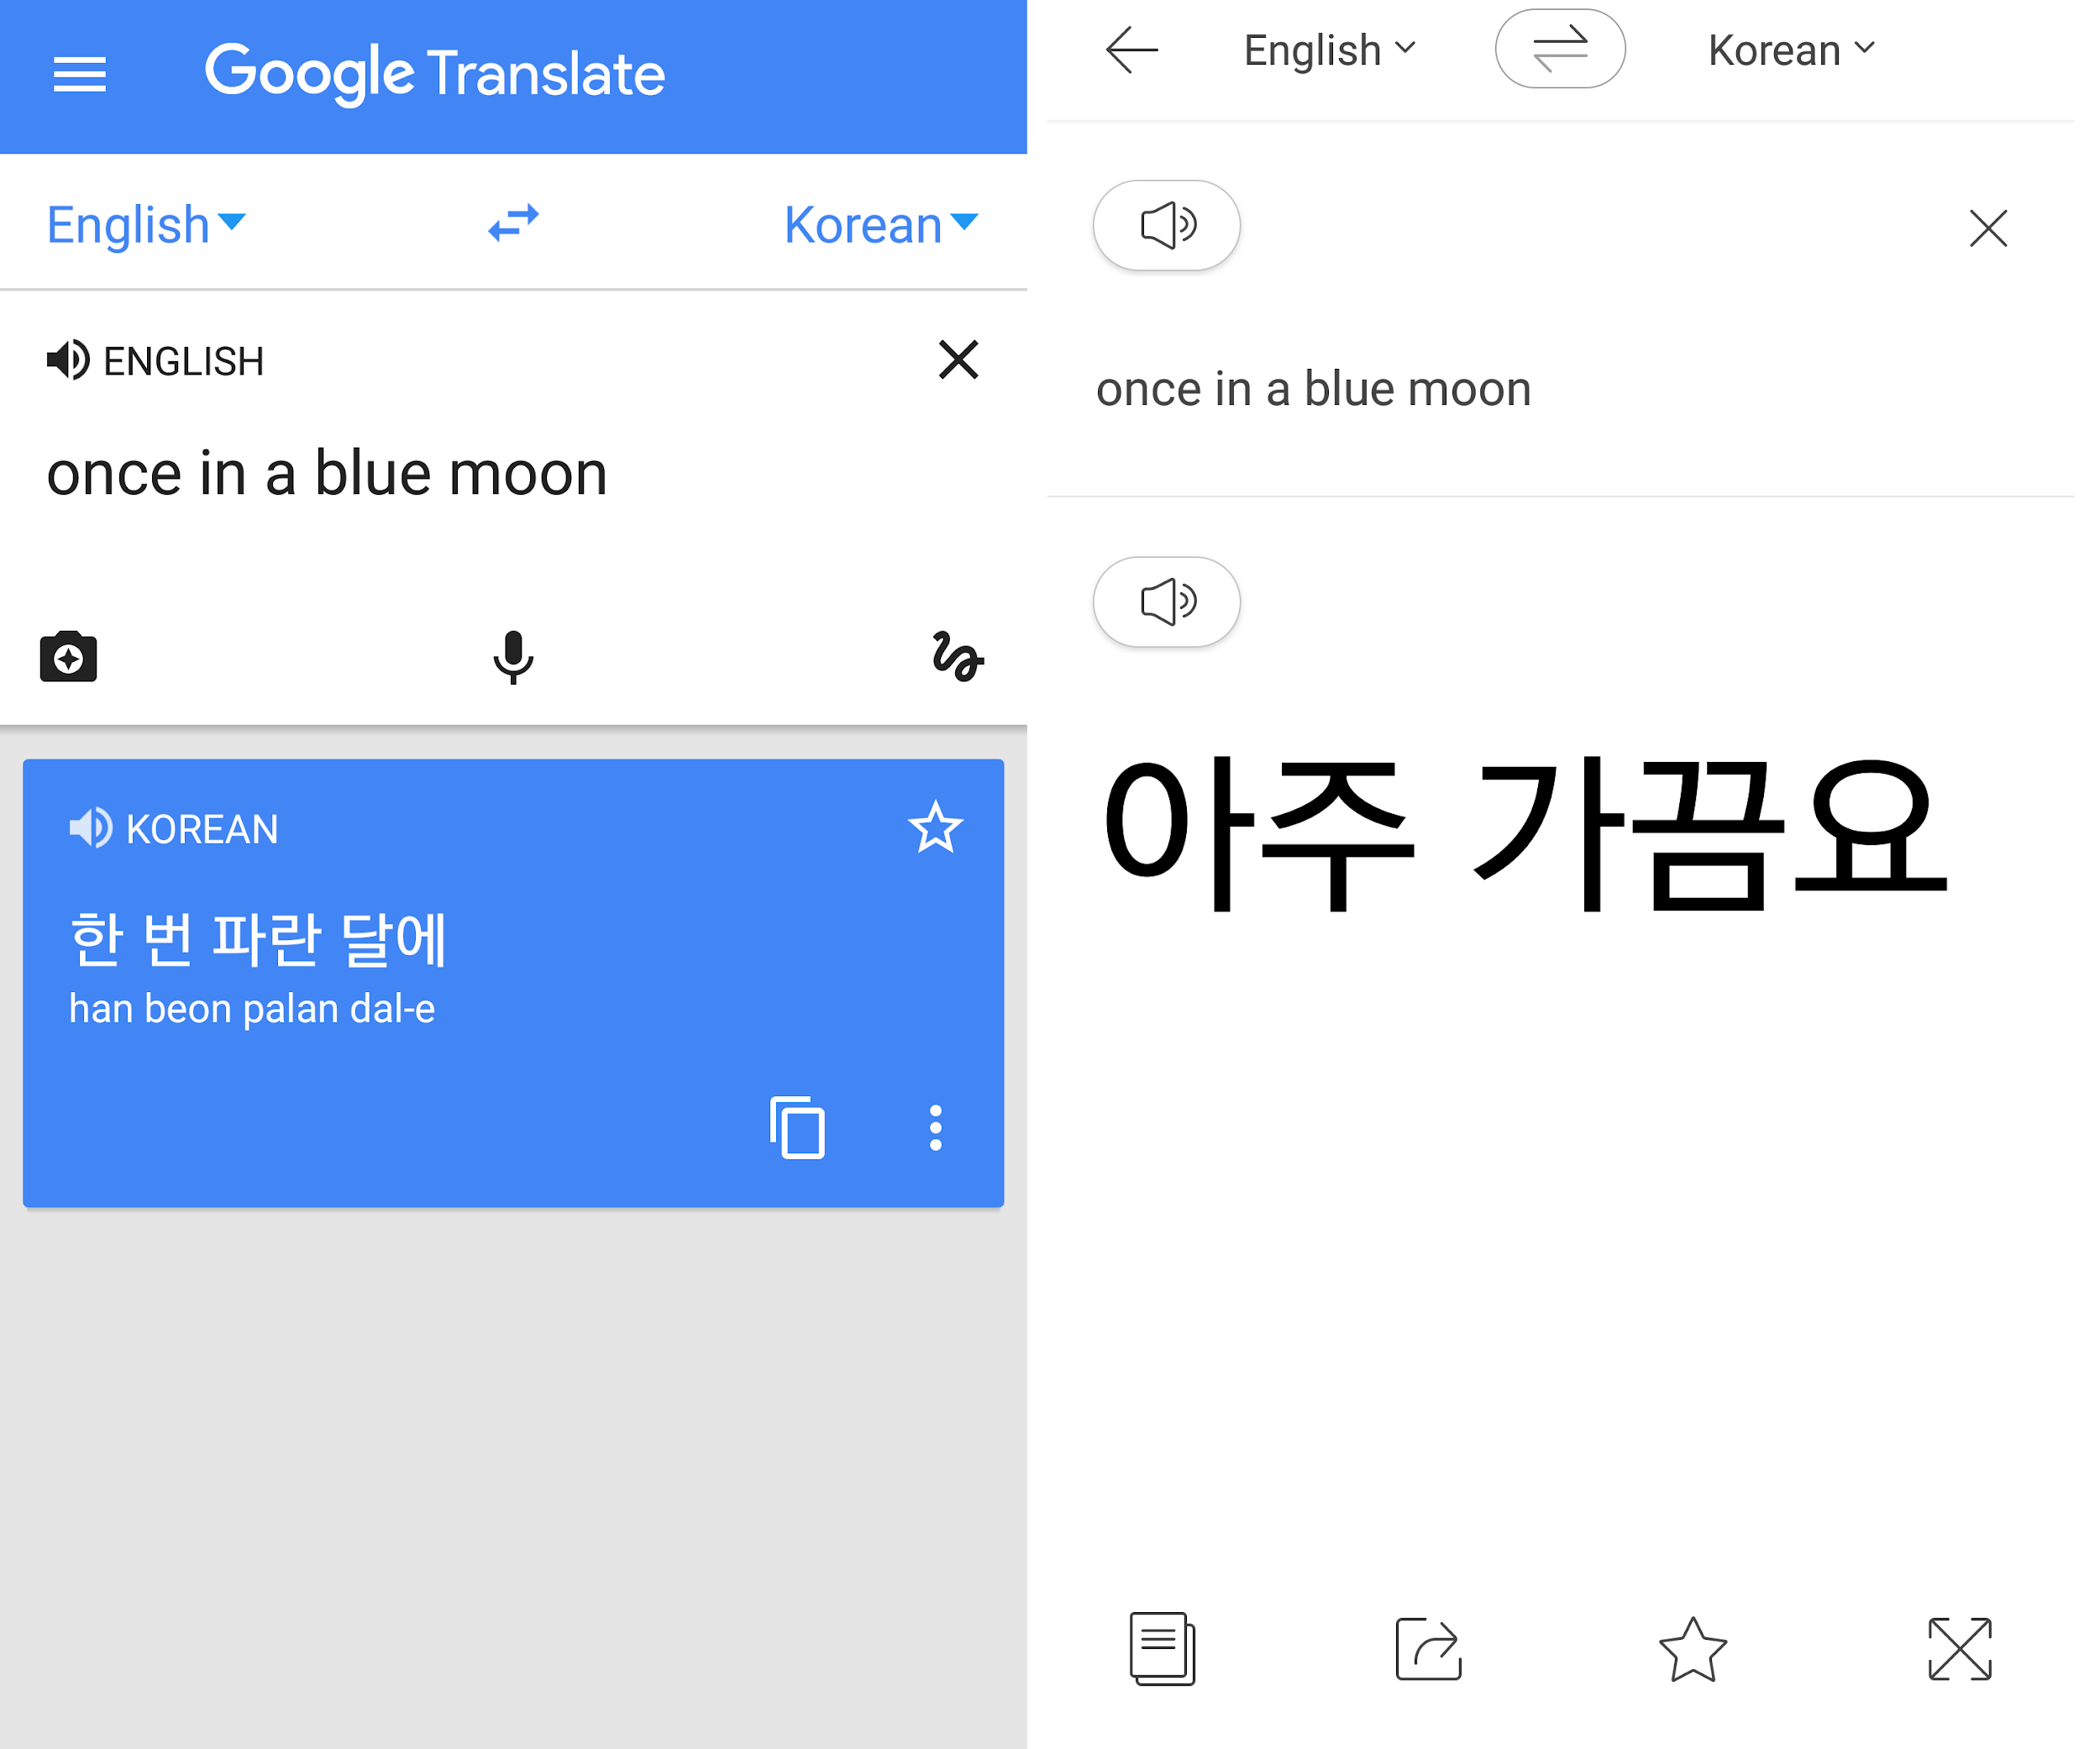 Google Translate
English Korean
ENGLISH
once in a blue moon
KOREAN
한 번 파란 달에
han beon palan dal-e
English Korean
once in a blue moon
아주 가끔요